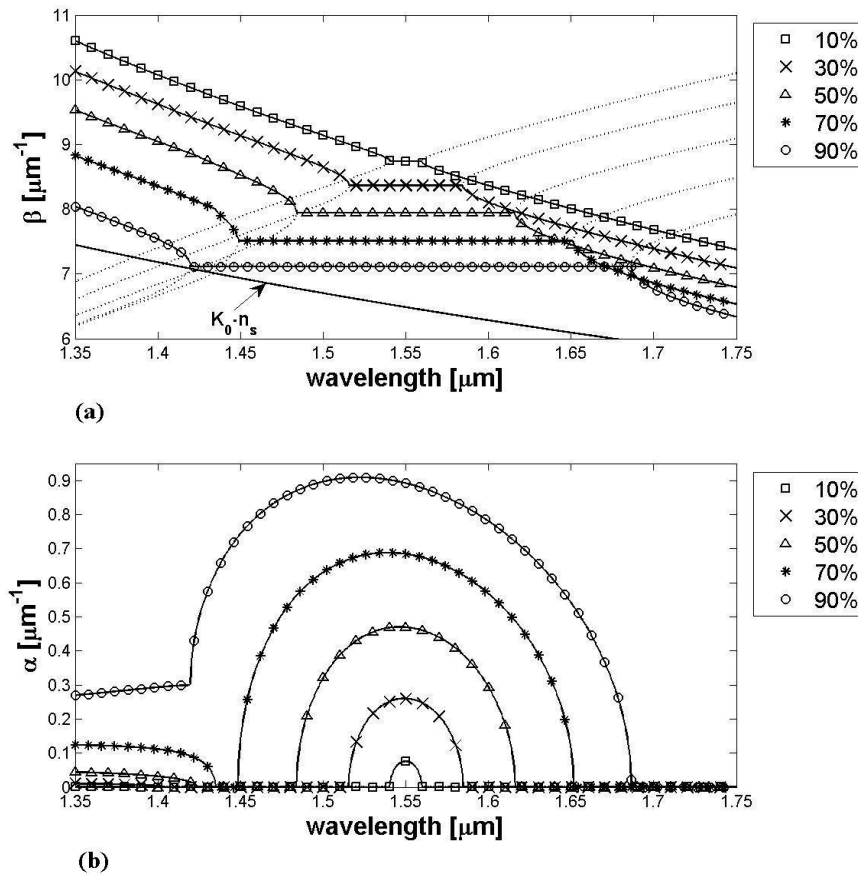 11
10
9
8
7
6
β [μm⁻¹]
K₀·nₛ
1.35 1.4 1.45 1.5 1.55 1.6 1.65 1.7 1.75
wavelength [μm]
10%
30%
50%
70%
90%
(a)
0.9
0.8
0.7
0.6
0.5
0.4
0.3
0.2
0.1
0
α [μm⁻¹]
1.35 1.4 1.45 1.5 1.55 1.6 1.65 1.7 1.75
wavelength [μm]
10%
30%
50%
70%
90%
(b)